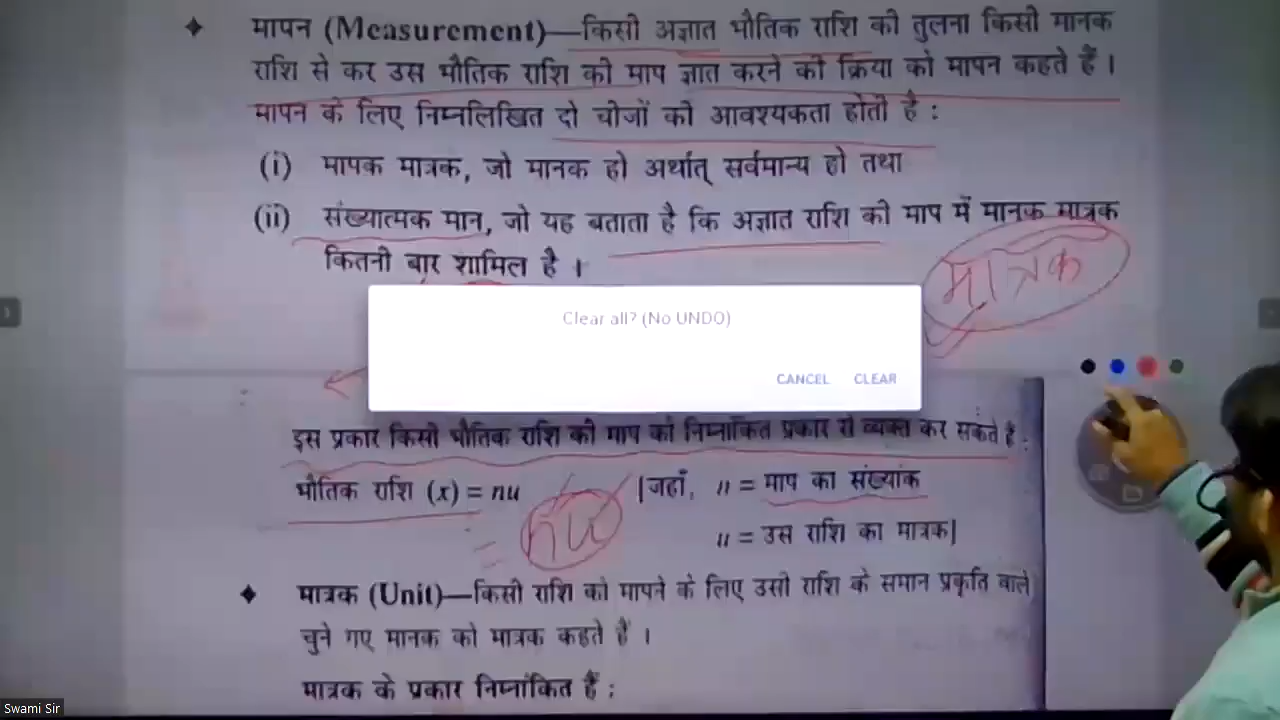 मापन (Measurement)—किसी अज्ञात भौतिक राशि की तुलना किसी मानक
राशि से कर उस भौतिक राशि की माप ज्ञात करने की क्रिया को मापन कहते हैं।
मापन के लिए निम्नलिखित दो चीजों की आवश्यकता होती है :
(i) मापक मात्रक, जो मानक हो अर्थात् सर्वमान्य हो तथा
(ii) संख्यात्मक मान, जो यह बताता है कि अज्ञात राशि की माप में मानक मात्रक
कितनी बार शामिल है ।
मात्रक
Clear all? (No UNDO)
CANCEL CLEAR
इस प्रकार किसी भौतिक राशि की माप को निम्नांकित प्रकार से व्यक्त कर सकते हैं :
भौतिक राशि (x) = nu [जहाँ, n = माप का संख्यांक
nu
u = उस राशि का मात्रक]
मात्रक (Unit)—किसी राशि को मापने के लिए उसी राशि के समान प्रकृति वाले
चुने गए मानक को मात्रक कहते हैं ।
मात्रक के प्रकार निम्नांकित हैं :
Swami Sir